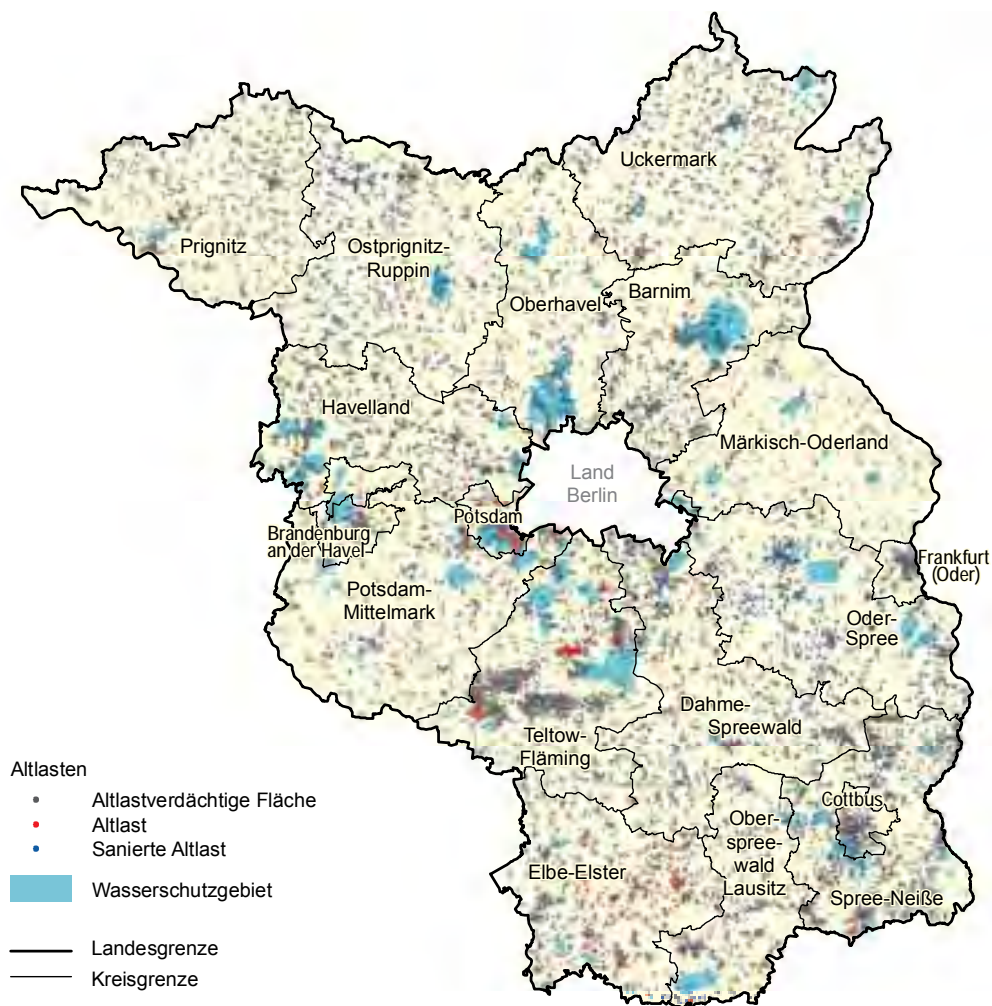 Uckermark
Prignitz
Ostprignitz-
Ruppin
Oberhavel
Barnim
Havelland
Märkisch-Oderland
Land
Berlin
Potsdam
Brandenburg
an der Havel
Frankfurt
(Oder)
Potsdam-
Mittelmark
Oder-
Spree
Dahme-
Spreewald
Teltow-
Fläming
Cottbus
Ober-
spree-
wald
Lausitz
Elbe-Elster
Spree-Neiße
Altlasten
Altlastverdächtige Fläche
Altlast
Sanierte Altlast
Wasserschutzgebiet
Landesgrenze
Kreisgrenze